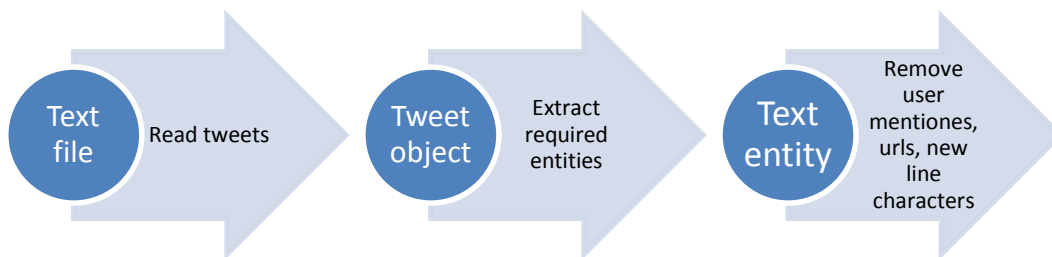 Text
file
Read tweets
Tweet
object
Extract
required
entities
Text
entity
Remove
user
mentiones,
urls, new
line
characters